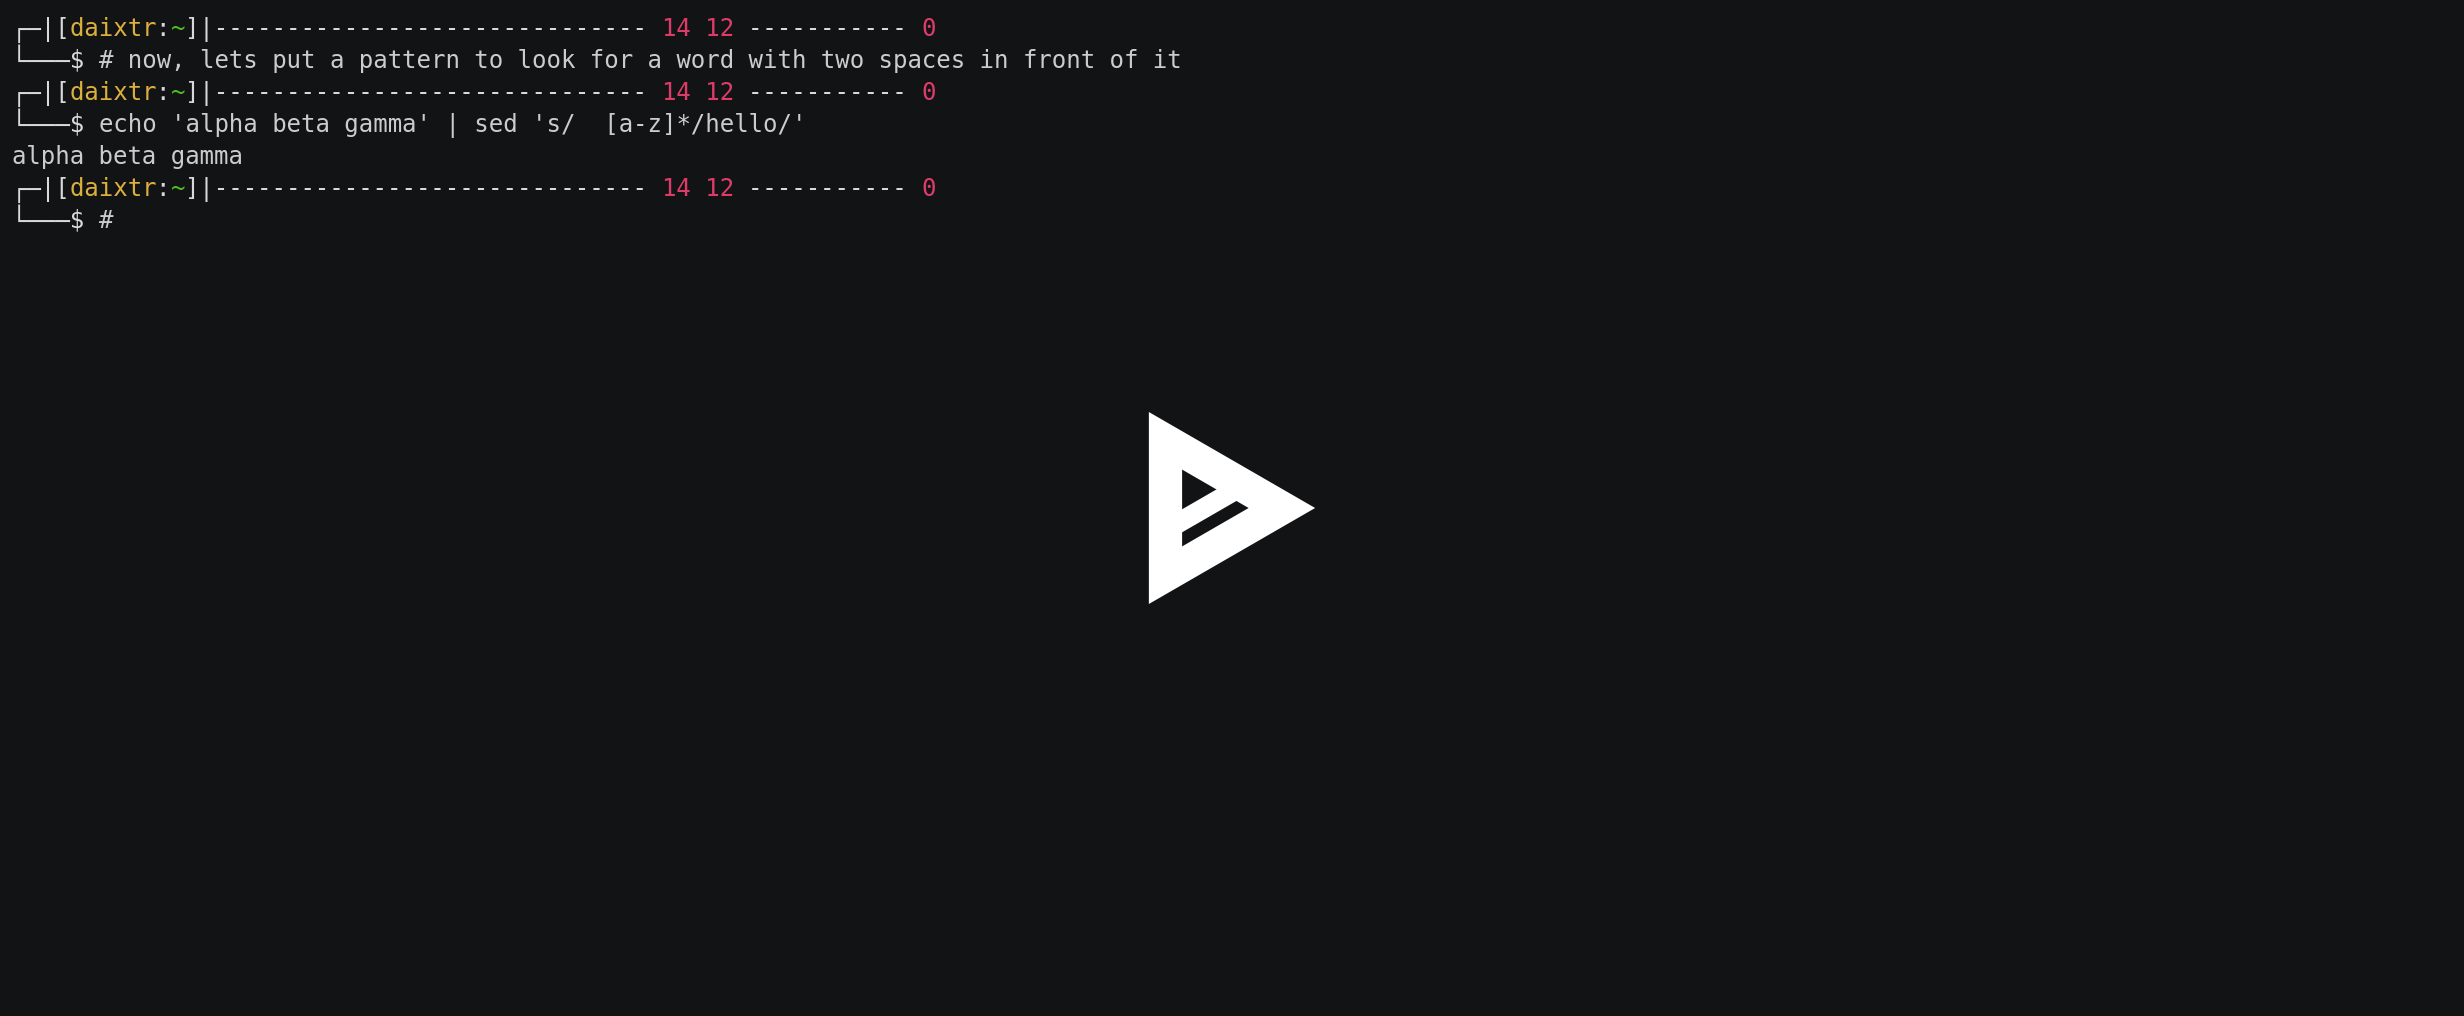 ┌─|[daixtr:~]|------------------------------ 14 12 ----------- 0
└───$ # now, lets put a pattern to look for a word with two spaces in front of it
┌─|[daixtr:~]|------------------------------ 14 12 ----------- 0
└───$ echo 'alpha beta gamma' | sed 's/  [a-z]*/hello/'
alpha beta gamma
┌─|[daixtr:~]|------------------------------ 14 12 ----------- 0
└───$ #